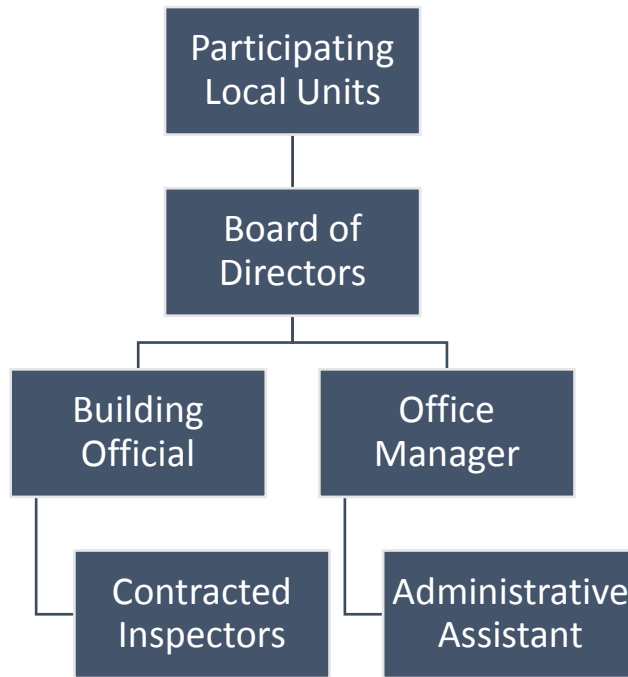 Participating
Local Units
Board of
Directors
Building
Official
Office
Manager
Contracted
Inspectors
Administrative
Assistant